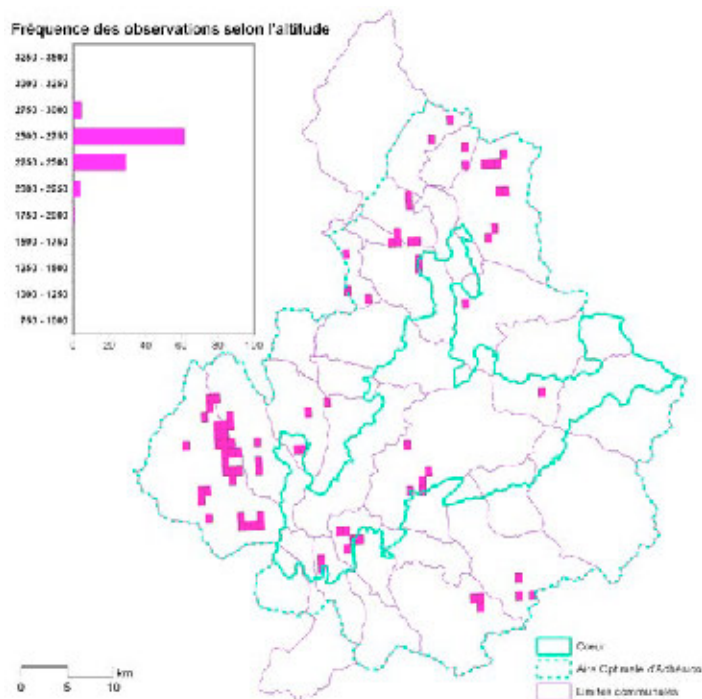 Fréquence des observations selon l'altitude
3250 - 3500
3000 - 3250
2750 - 3000
2500 - 2750
2250 - 2500
2000 - 2250
1750 - 2000
1500 - 1750
1250 - 1500
1000 - 1250
750 - 1000
0 20 40 60 80 100
Coeur
Aire Optimale d'Adhésion
Limites communales
0 5 10 km